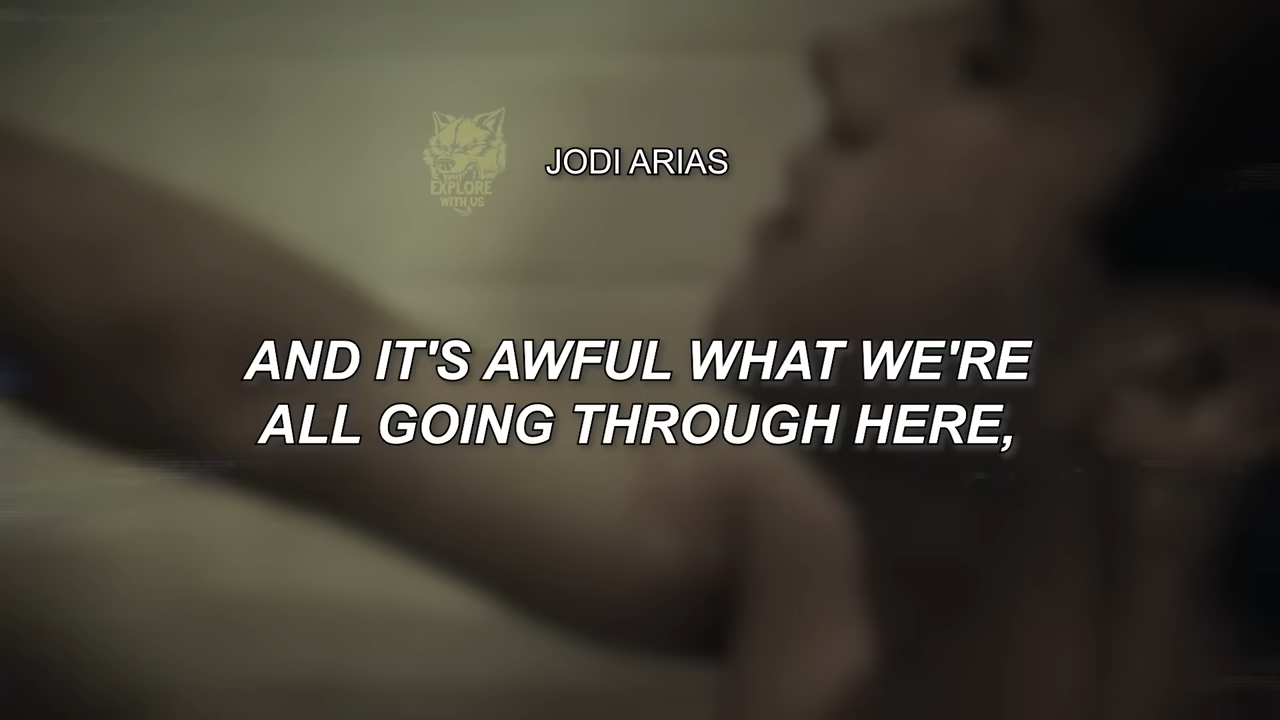 JODI ARIAS
EXPLORE
WITH US
AND IT'S AWFUL WHAT WE'RE
ALL GOING THROUGH HERE,